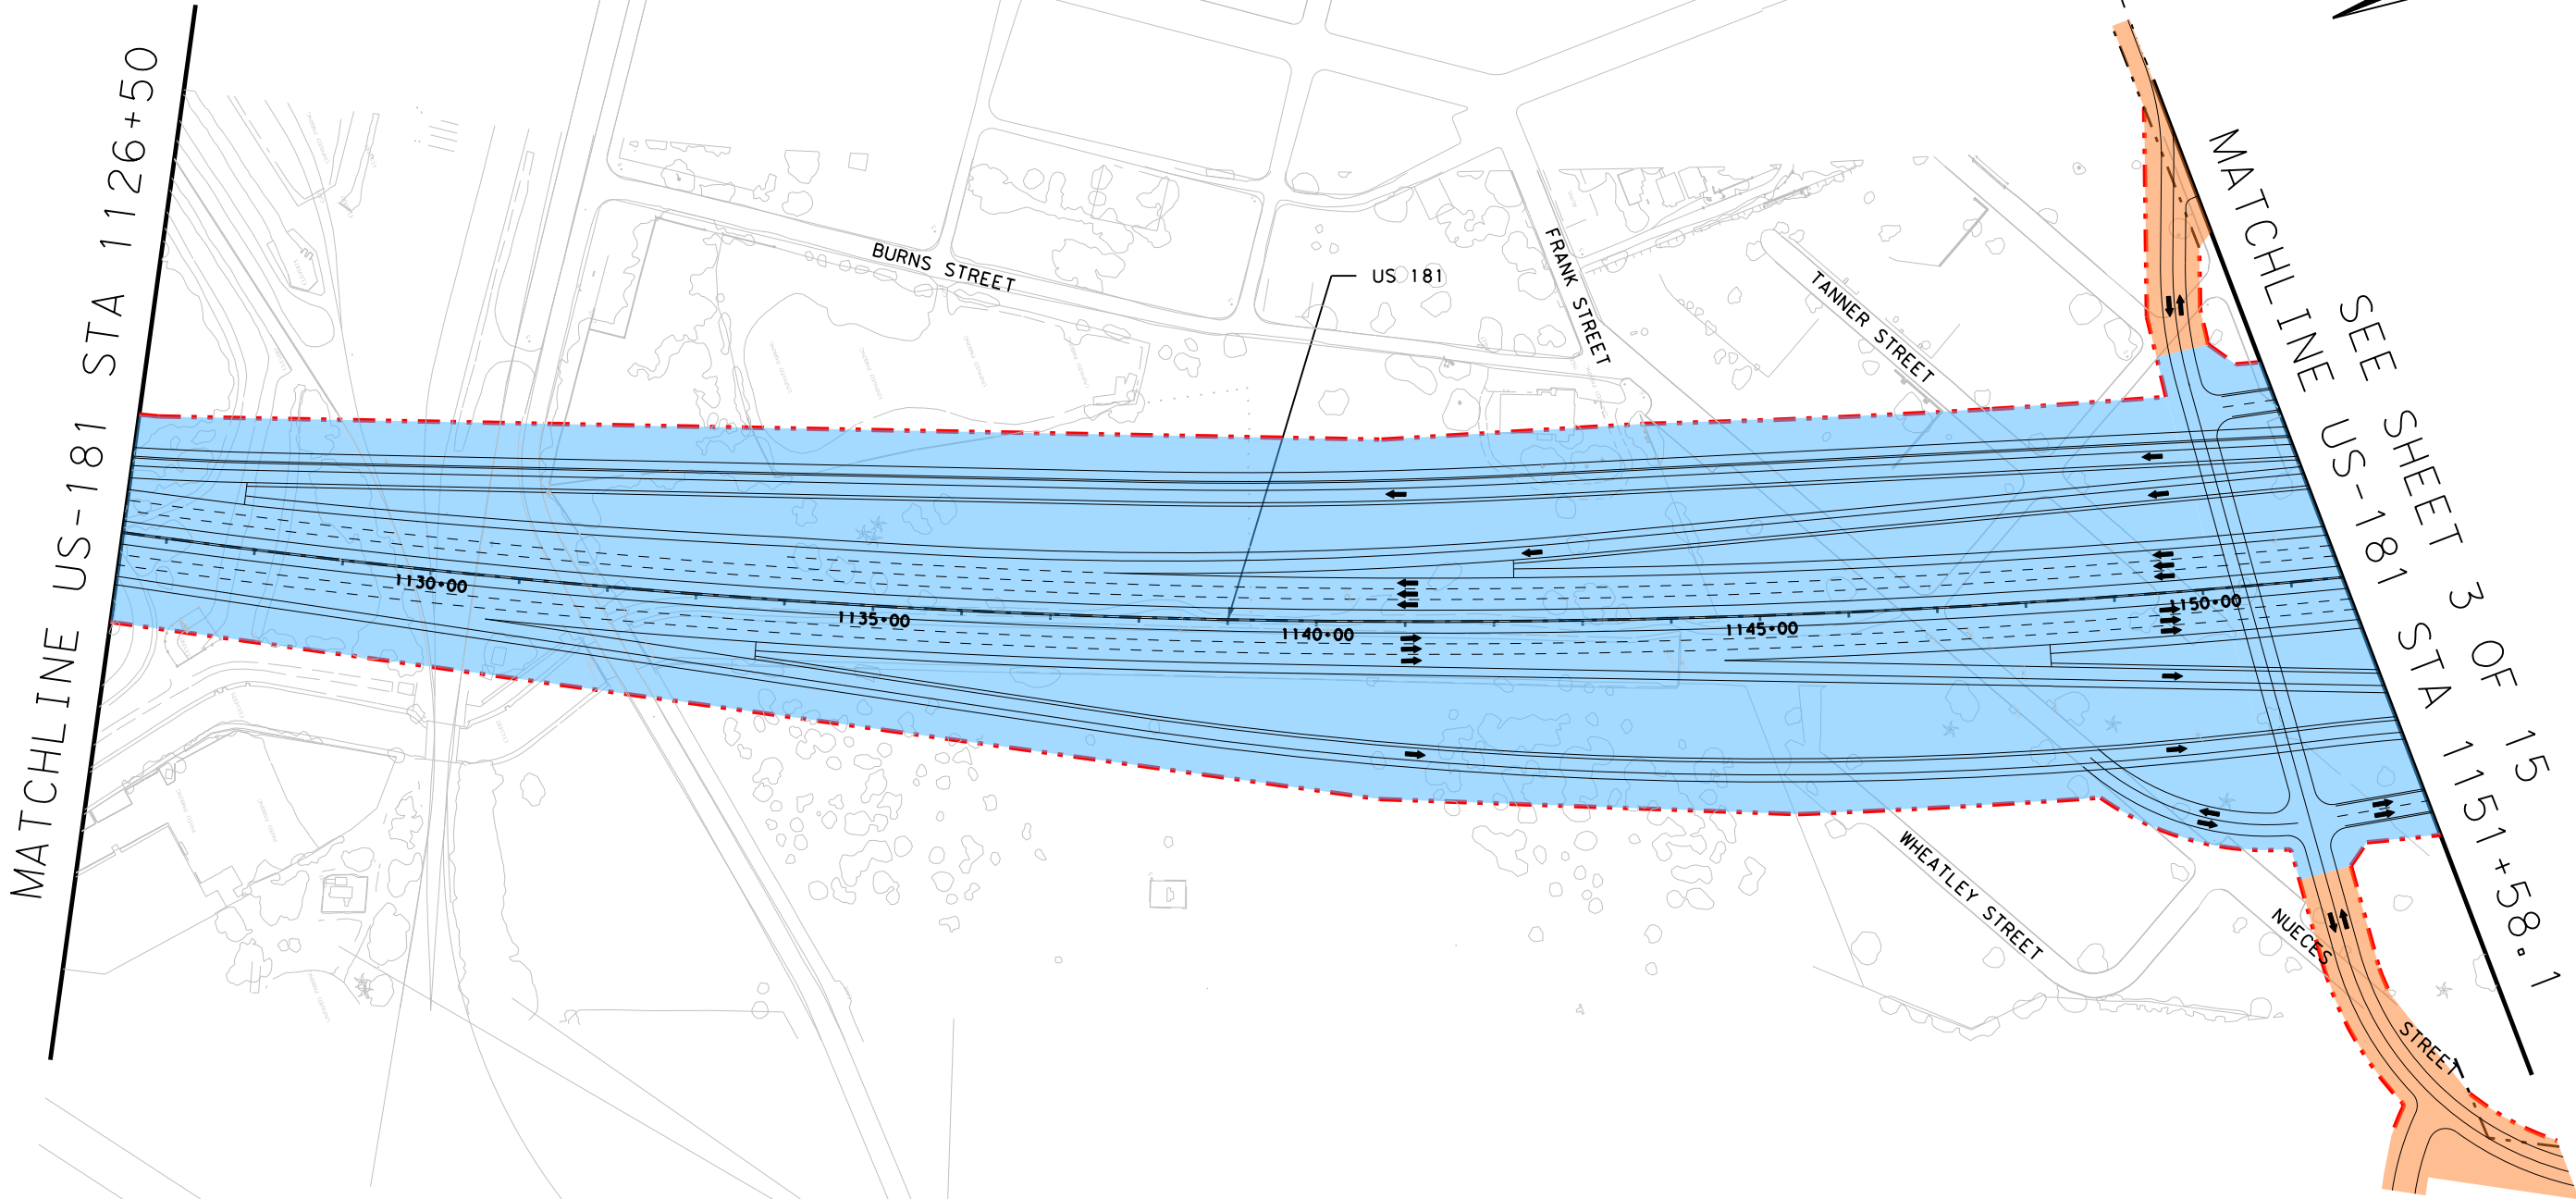 MATCHLINE US-181 STA 1126+50
BURNS STREET
US 181
FRANK STREET
TANNER STREET
MATCHLINE US-181 STA 1151+58.1
SEE SHEET 3 OF 15
1130+00
1135+00
1140+00
1145+00
1150+00
WHEATLEY STREET
NUECES STREET